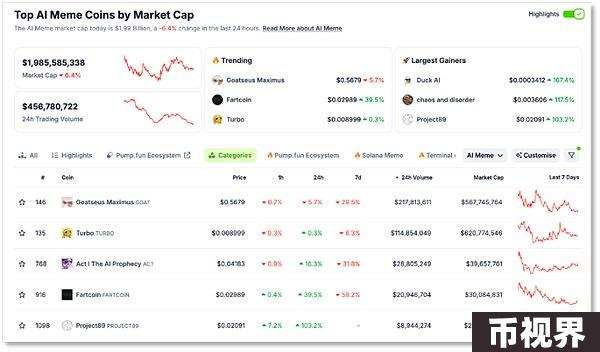 Top AI Meme Coins by Market Cap
Highlights
The AI Meme market cap today is $1.99 Billion, a -6.4% change in the last 24 hours. Read More about AI Meme
$1,985,585,338
Market Cap 6.4%
$456,780,722
24h Trading Volume
Trending
Goatseus Maximus $0.5679 5.7%
Fartcoin $0.02989 39.5%
Turbo $0.008999 0.3%
Largest Gainers
Duck AI $0.0003412 167.4%
chaos and disorder $0.003606 117.5%
Project89 $0.02091 103.2%
All Highlights Pump.fun Ecosystem Categories Pump.fun Ecosystem Solana Meme Terminal AI Meme Customise
# Coin Price 1h 24h 7d 24h Volume Market Cap Last 7 Days
146 Goatseus Maximus GOAT $0.5679 0.7% 5.7% 28.5% $217,813,611 $567,745,764
135 Turbo TURBO $0.008999 0.3% 0.3% 6.3% $114,854,049 $620,774,546
768 Act I The AI Prophecy ACT $0.04183 6.9% 16.3% 31.8% $28,805,249 $39,657,761
916 Fartcoin FARTCOIN $0.02989 0.4% 39.5% 59.2% $20,946,704 $30,084,831
1098 Project89 PROJECT89 $0.02091 7.2% 103.2% - $8,944,274
币视界